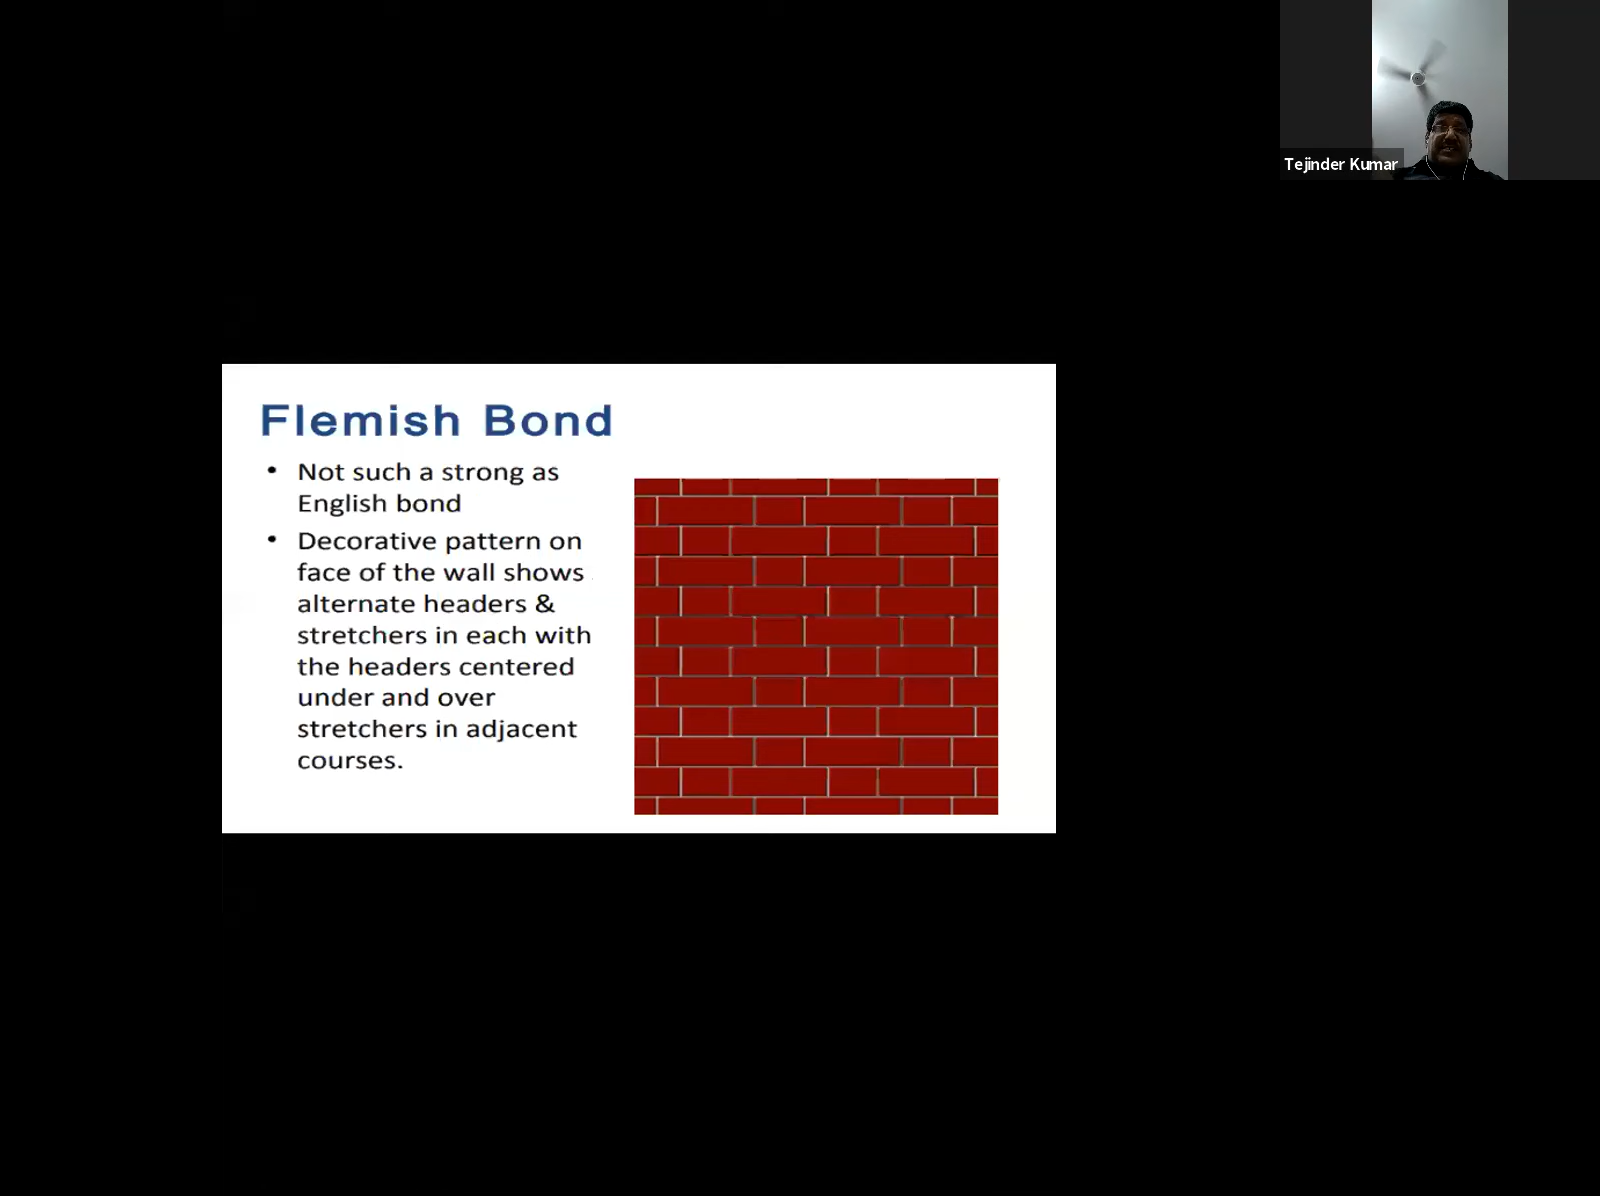 Tejinder Kumar
Flemish Bond
• Not such a strong as
English bond
• Decorative pattern on
face of the wall shows
alternate headers &
stretchers in each with
the headers centered
under and over
stretchers in adjacent
courses.